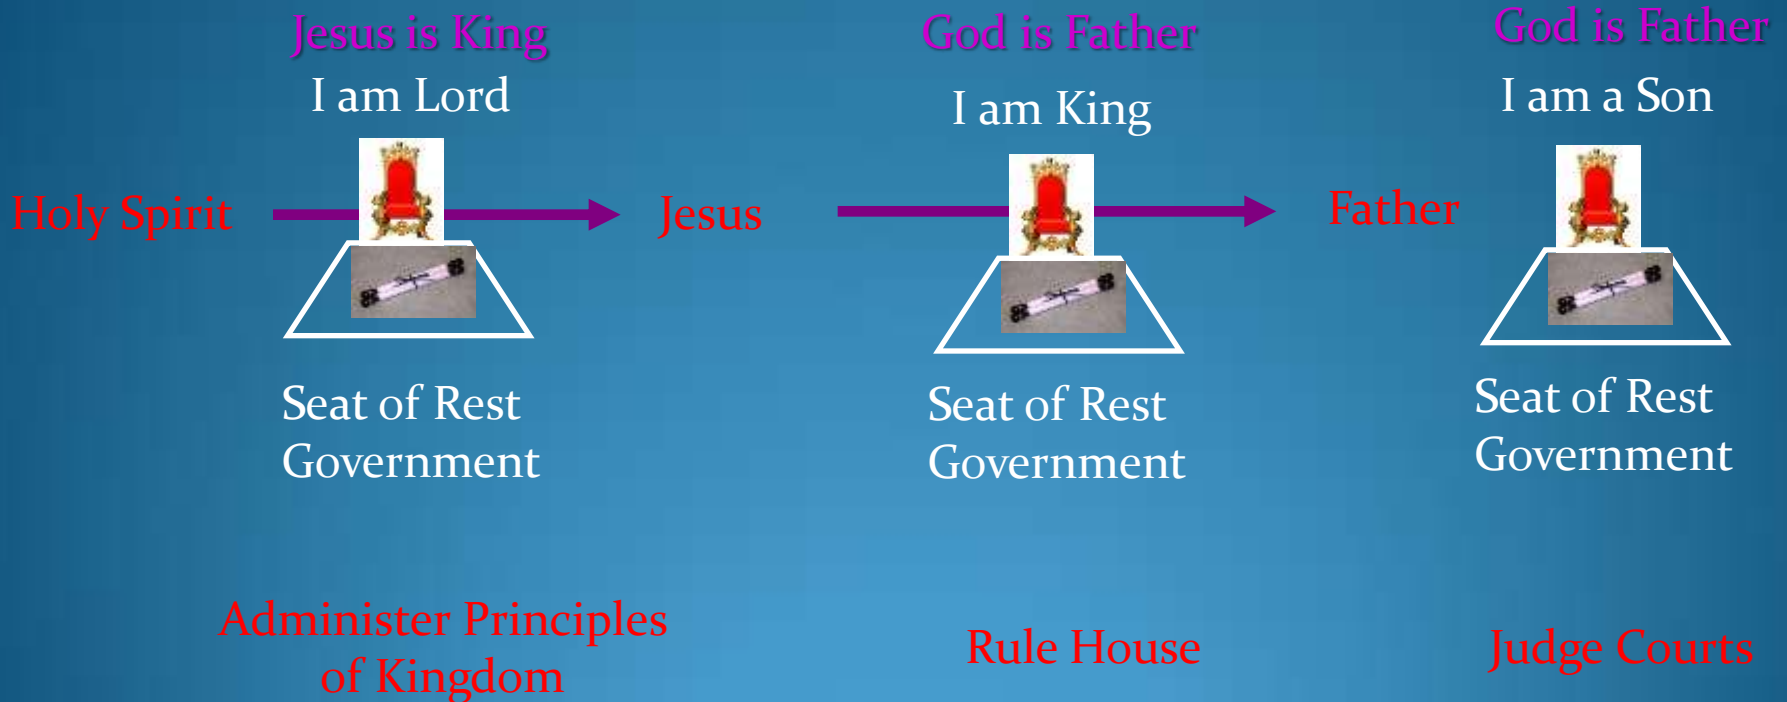 Jesus is King
I am Lord
God is Father
I am King
God is Father
I am a Son
Holy Spirit
Jesus
Father
Seat of Rest
Government
Seat of Rest
Government
Seat of Rest
Government
Administer Principles
of Kingdom
Rule House
Judge Courts